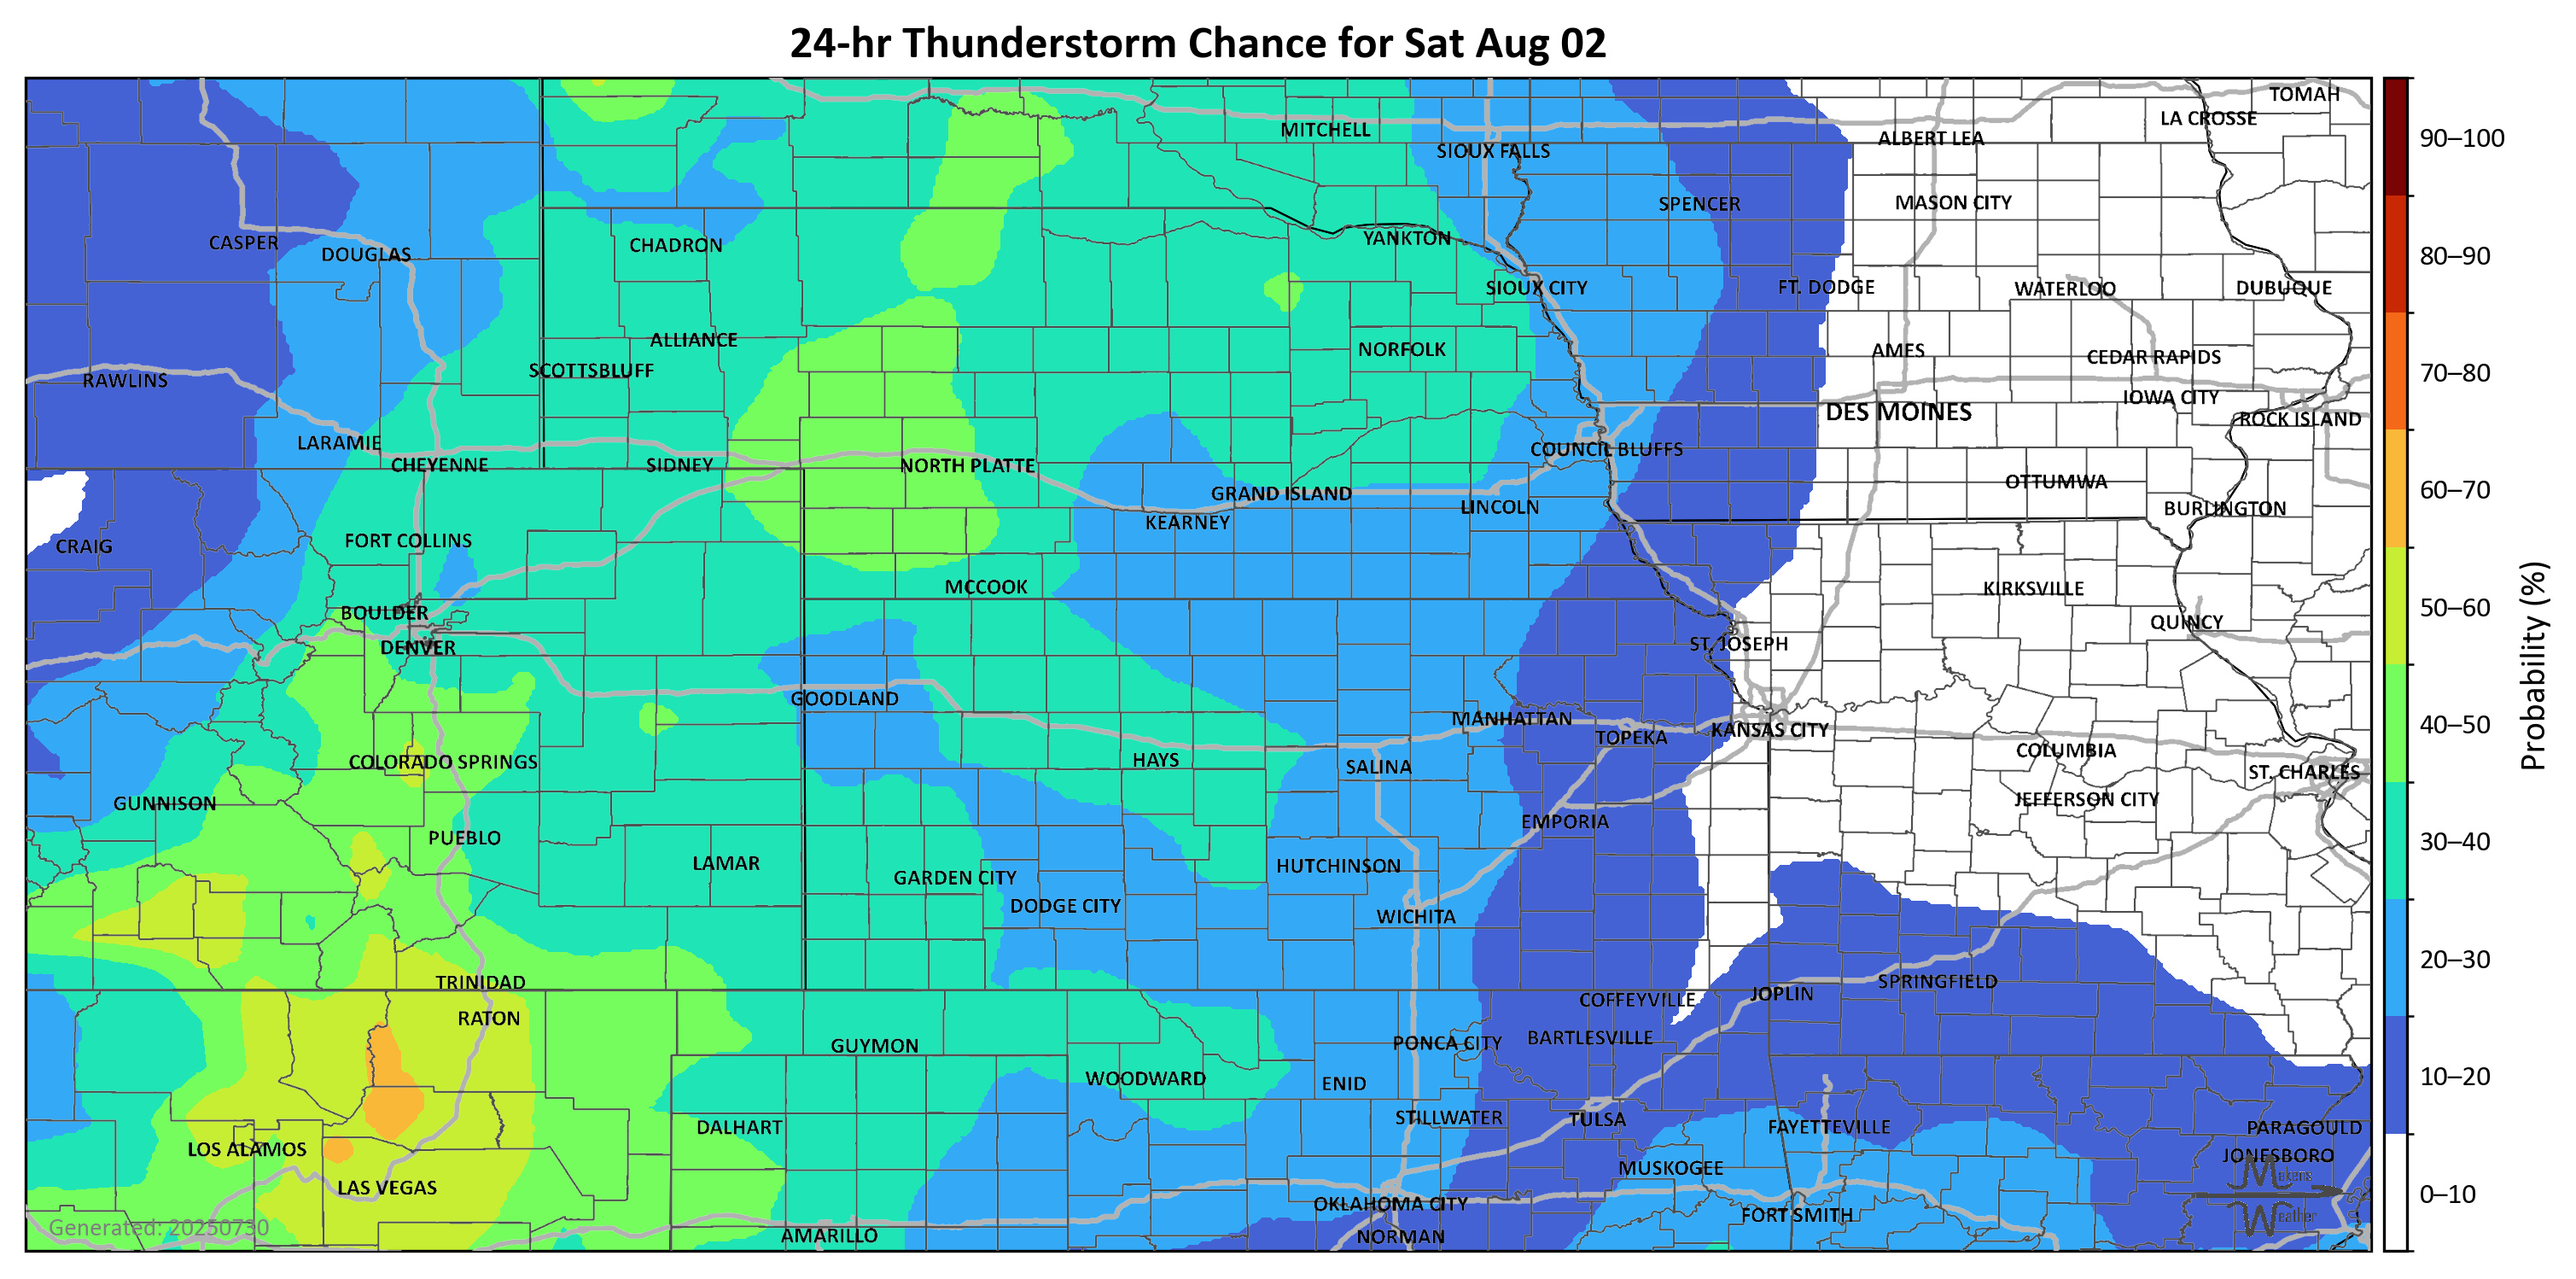 24-hr Thunderstorm Chance for Sat Aug 02
TOMAH
LA CROSSE
MITCHELL
ALBERT LEA
SIOUX FALLS
SPENCER
MASON CITY
CASPER
DOUGLAS
CHADRON
YANKTON
SIOUX CITY
FT. DODGE
WATERLOO
DUBUQUE
ALLIANCE
NORFOLK
AMES
CEDAR RAPIDS
RAWLINS
SCOTTSBLUFF
IOWA CITY
DES MOINES
ROCK ISLAND
LARAMIE
COUNCIL BLUFFS
CHEYENNE
SIDNEY
NORTH PLATTE
OTTUMWA
GRAND ISLAND
LINCOLN
BURLINGTON
KEARNEY
CRAIG
FORT COLLINS
MCCOOK
KIRKSVILLE
BOULDER
QUINCY
DENVER
ST. JOSEPH
GOODLAND
MANHATTAN
TOPEKA
KANSAS CITY
COLUMBIA
COLORADO SPRINGS
HAYS
SALINA
ST. CHARLES
GUNNISON
JEFFERSON CITY
PUEBLO
EMPORIA
LAMAR
GARDEN CITY
HUTCHINSON
DODGE CITY
WICHITA
TRINIDAD
SPRINGFIELD
COFFEYVILLE
JOPLIN
RATON
GUYMON
PONCA CITY
BARTLESVILLE
WOODWARD
ENID
DALHART
STILLWATER
TULSA
FAYETTEVILLE
PARAGOULD
LOS ALAMOS
JONESBORO
MUSKOGEE
LAS VEGAS
OKLAHOMA CITY
FORT SMITH
AMARILLO
NORMAN
Generated: 20250730
Makens
Weather
90–100
80–90
70–80
60–70
50–60
40–50
30–40
20–30
10–20
0–10
Probability (%)